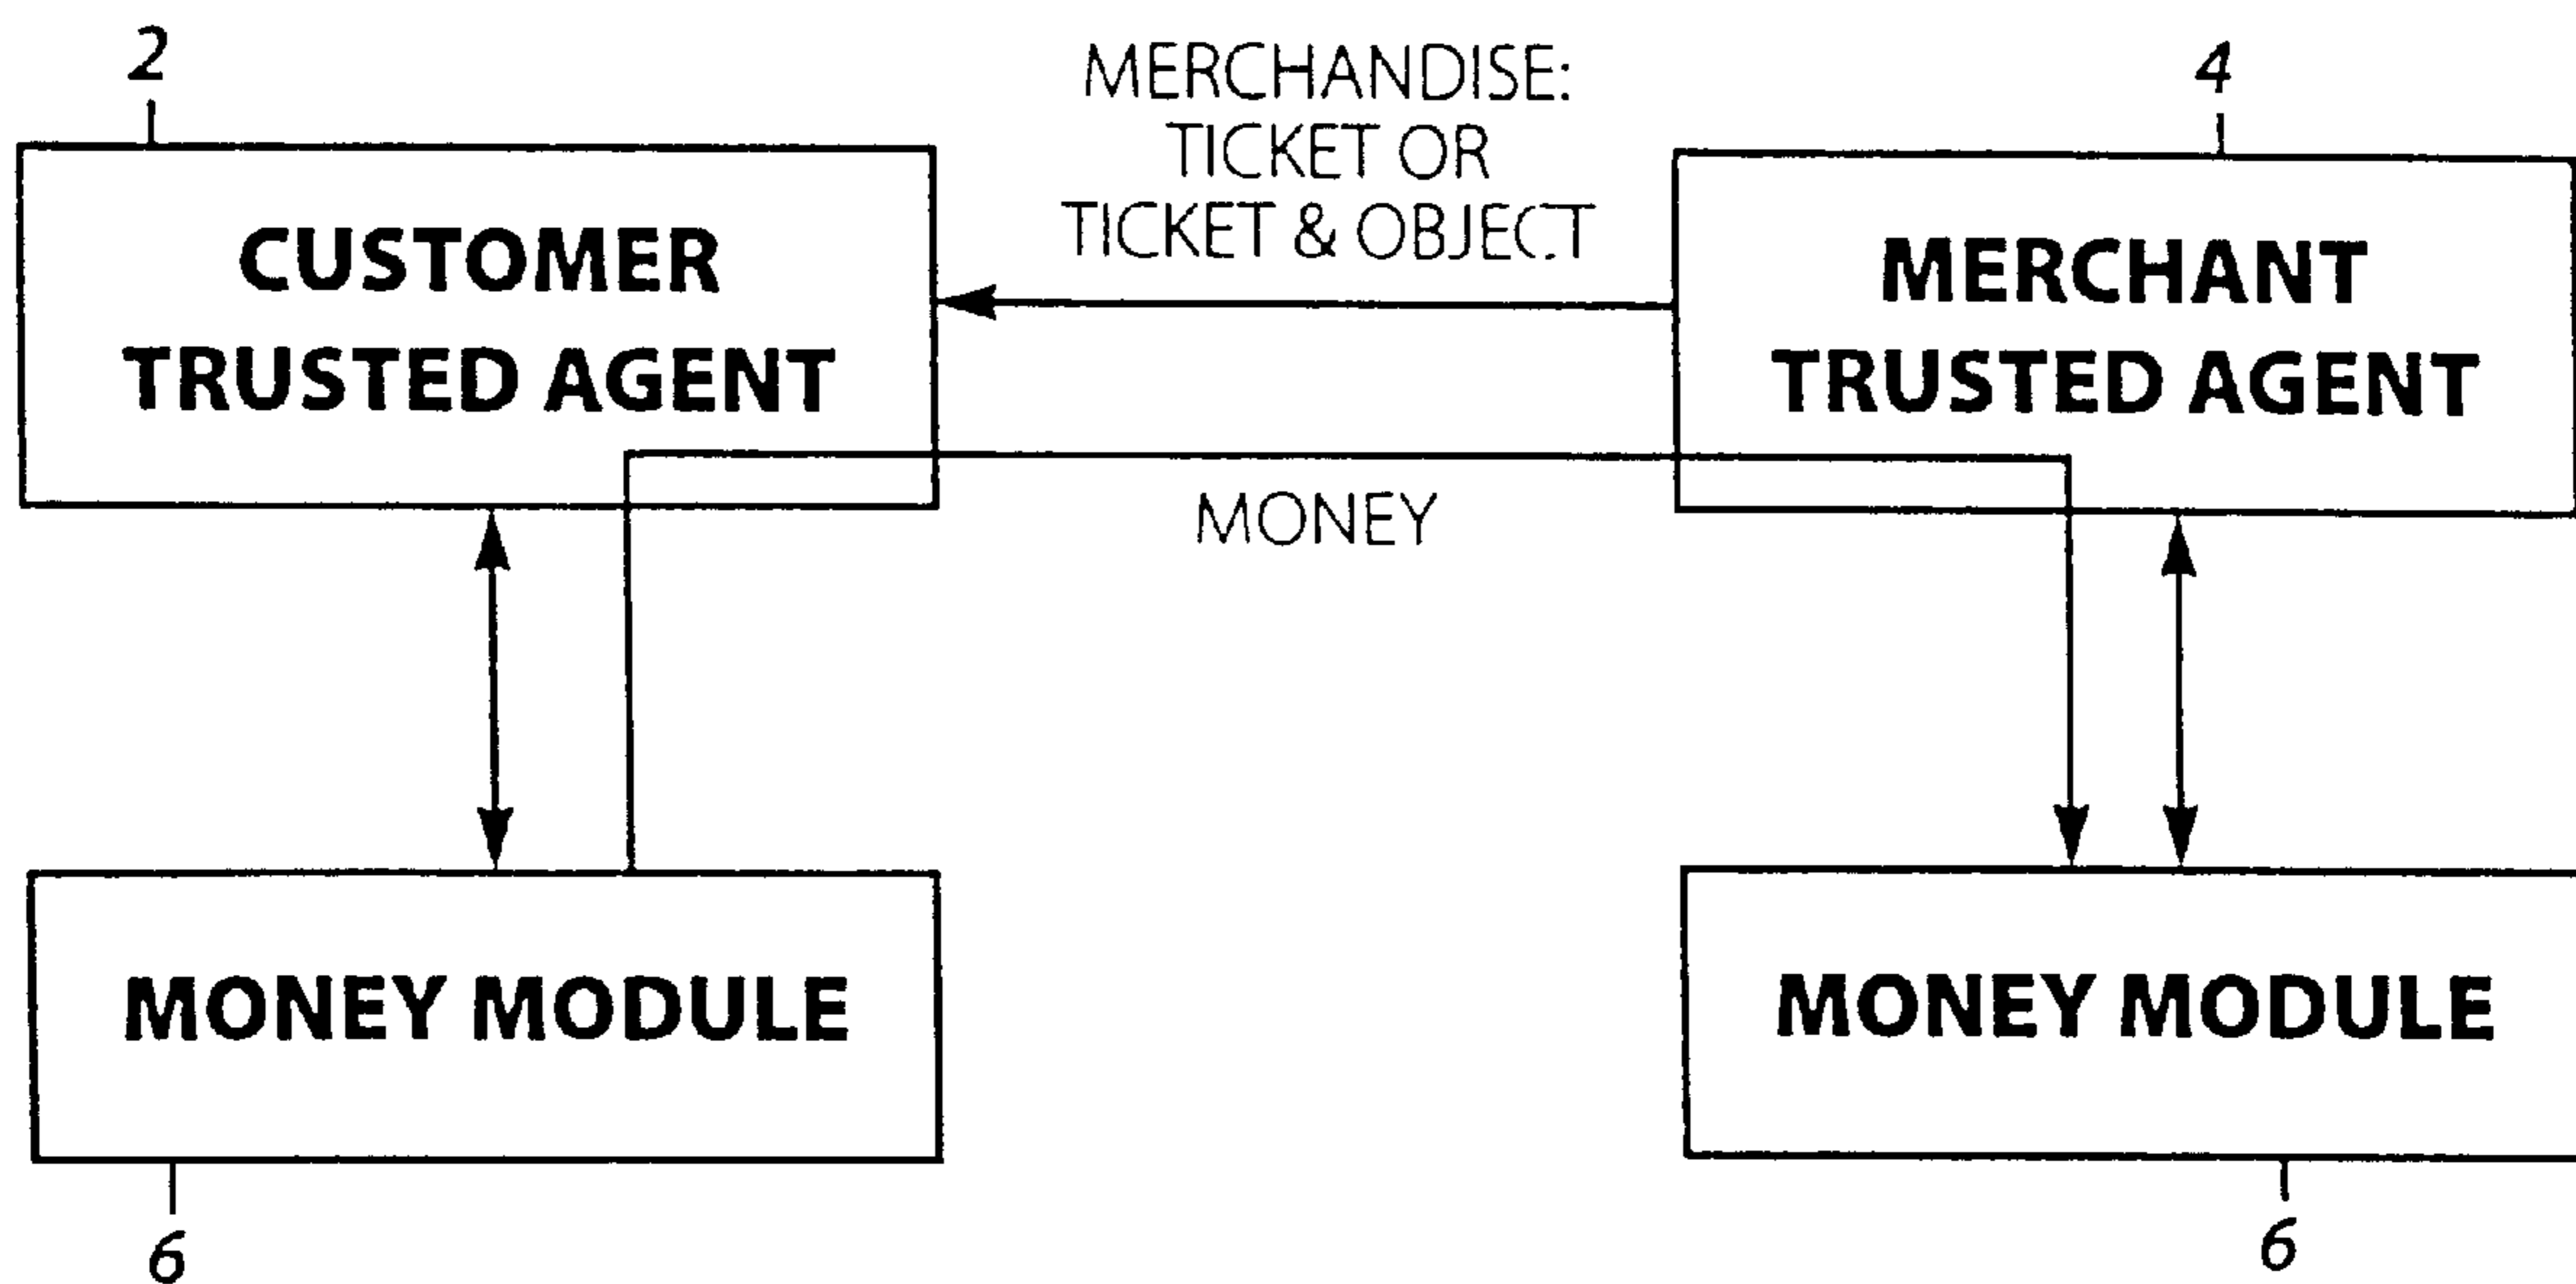 2
4
MERCHANDISE:
TICKET OR
TICKET & OBJECT
CUSTOMER
TRUSTED AGENT
MERCHANT
TRUSTED AGENT
MONEY
MONEY MODULE
MONEY MODULE
6
6